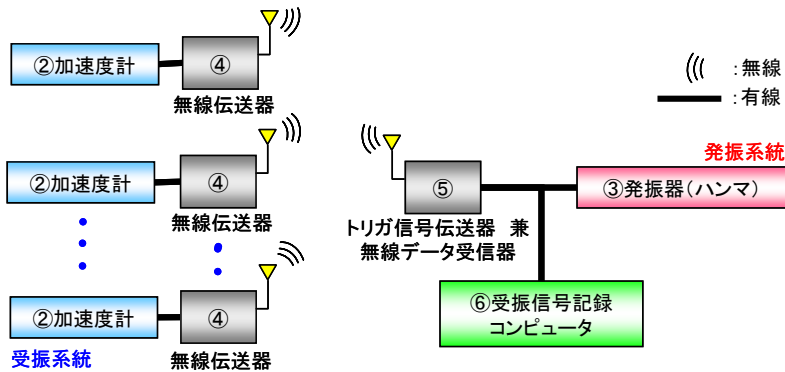 ②加速度計
④
無線伝送器
②加速度計
④
無線伝送器
②加速度計
④
無線伝送器
受振系統
:無線
:有線
発振系統
⑤
③発振器(ハンマ)
トリガ信号伝送器 兼
無線データ受信器
⑥受振信号記録
コンピュータ